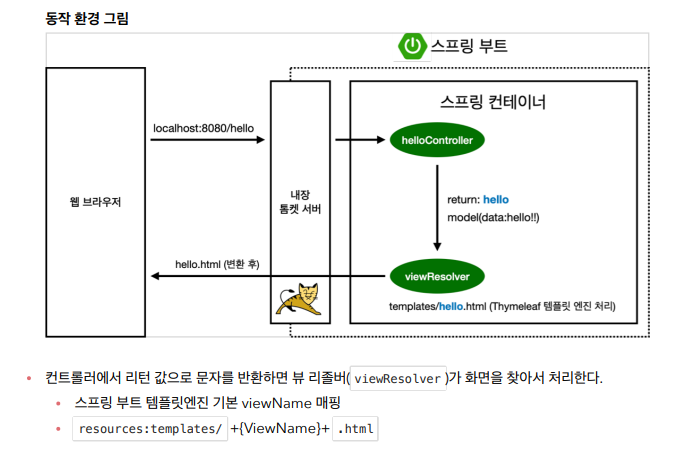 동작 환경 그림
스프링 부트
스프링 컨테이너
localhost:8080/hello
helloController
웹 브라우저
내장
톰켓 서버
return: hello
model(data:hello!!)
hello.html (변환 후)
viewResolver
templates/hello.html (Thymeleaf 템플릿 엔진 처리)
컨트롤러에서 리턴 값으로 문자를 반환하면 뷰 리졸버( viewResolver )가 화면을 찾아서 처리한다.
스프링 부트 템플릿엔진 기본 viewName 매핑
resources:templates/ +{ViewName}+ .html